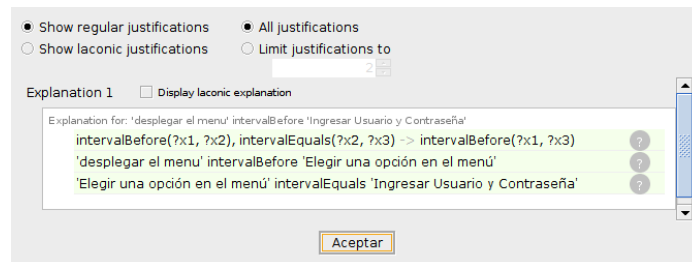 Show regular justifications All justifications
Show laconic justifications Limit justifications to
2
Explanation 1 Display laconic explanation
Explanation for: 'desplegar el menu' intervalBefore 'Ingresar Usuario y Contraseña'
intervalBefore(?x1, ?x2), intervalEquals(?x2, ?x3) -> intervalBefore(?x1, ?x3) ?
'desplegar el menu' intervalBefore 'Elegir una opción en el menú' ?
'Elegir una opción en el menú' intervalEquals 'Ingresar Usuario y Contraseña' ?
Aceptar